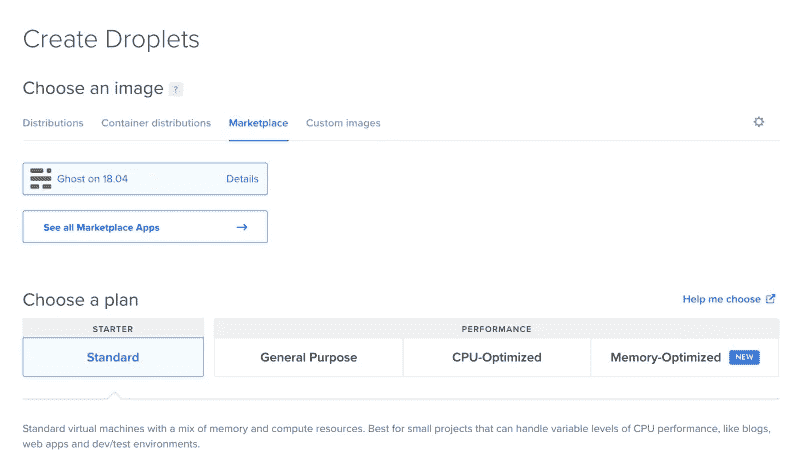 Create Droplets
Choose an image ?
Distributions Container distributions Marketplace Custom images
Ghost on 18.04 Details
See all Marketplace Apps →
Choose a plan Help me choose
STARTER PERFORMANCE
Standard General Purpose CPU-Optimized Memory-Optimized NEW
Standard virtual machines with a mix of memory and compute resources. Best for small projects that can handle variable levels of CPU performance, like blogs,
web apps and dev/test environments.